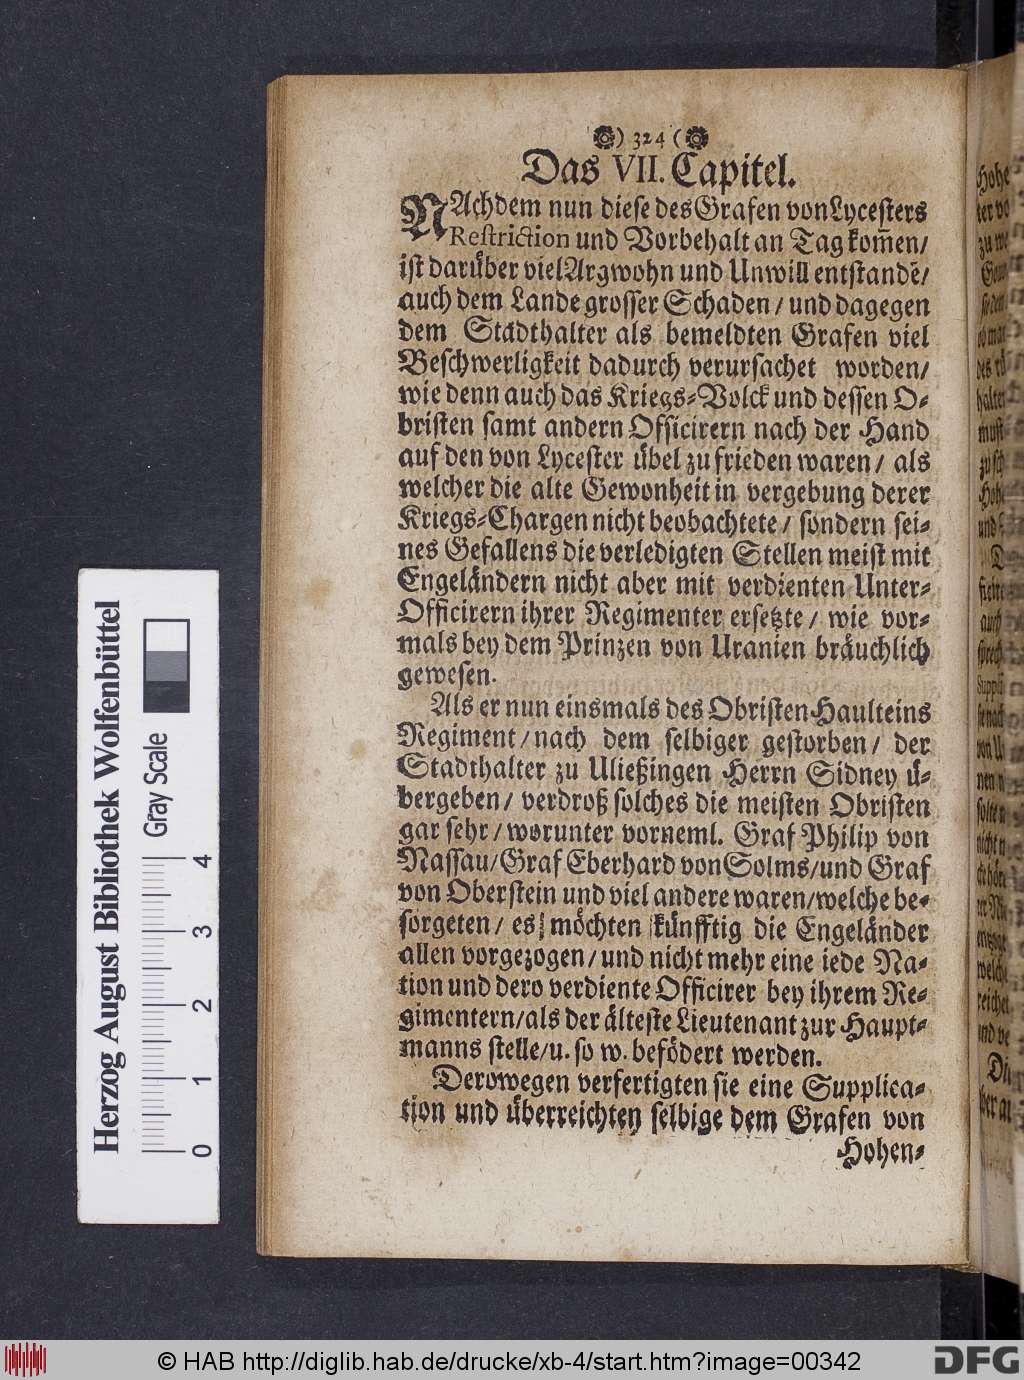 ) 324 (
Das VII. Capitel.
NAchdem nun diese des Grafen von Lycesters
Restriction und Vorbehalt an Tag kom̃en/
ist darüber viel Argwohn und Unwill entstandẽ/
auch dem Lande grosser Schaden/ und dagegen
dem Stadthalter als bemeldten Grafen viel
Beschwerligkeit dadurch verursachet worden/
wie denn auch das Kriegs-Volck und dessen O-
bristen samt andern Officirern nach der Hand
auf den von Lycester übel zu frieden waren/ als
welcher die alte Gewonheit in vergebung derer
Kriegs-Chargen nicht beobachtete/ sondern sei-
nes Gefallens die verledigten Stellen meist mit
Engeländern nicht aber mit verdienten Unter-
Officirern ihrer Regimenter ersetzte/ wie vor-
mals bey dem Prinzen von Uranien bräuchlich
gewesen.
Als er nun einsmals des Obristen Haulteins
Regiment/ nach dem selbiger gestorben/ der
Stadthalter zu Uließingen Herrn Sidney ü-
bergeben/ verdroß solches die meisten Obristen
gar sehr/ worunter vorneml. Graf Philip von
Nassau/ Graf Eberhard von Solms/ und Graf
von Oberstein und viel andere waren/ welche be-
sorgeten/ es möchten künfftig die Engeländer
allen vorgezogen/ und nicht mehr eine iede Na-
tion und dero verdiente Officirer bey ihrem Re-
gimentern/ als der älteste Lieutenant zur Haupt-
manns stelle/ u. so w. befödert werden.
Derowegen verfertigten sie eine Supplica-
tion und überreichten selbige dem Grafen von
Hohen-
Herzog August Bibliothek Wolfenbüttel
Gray Scale
0 1 2 3 4
© HAB http://diglib.hab.de/drucke/xb-4/start.htm?image=00342
DFG